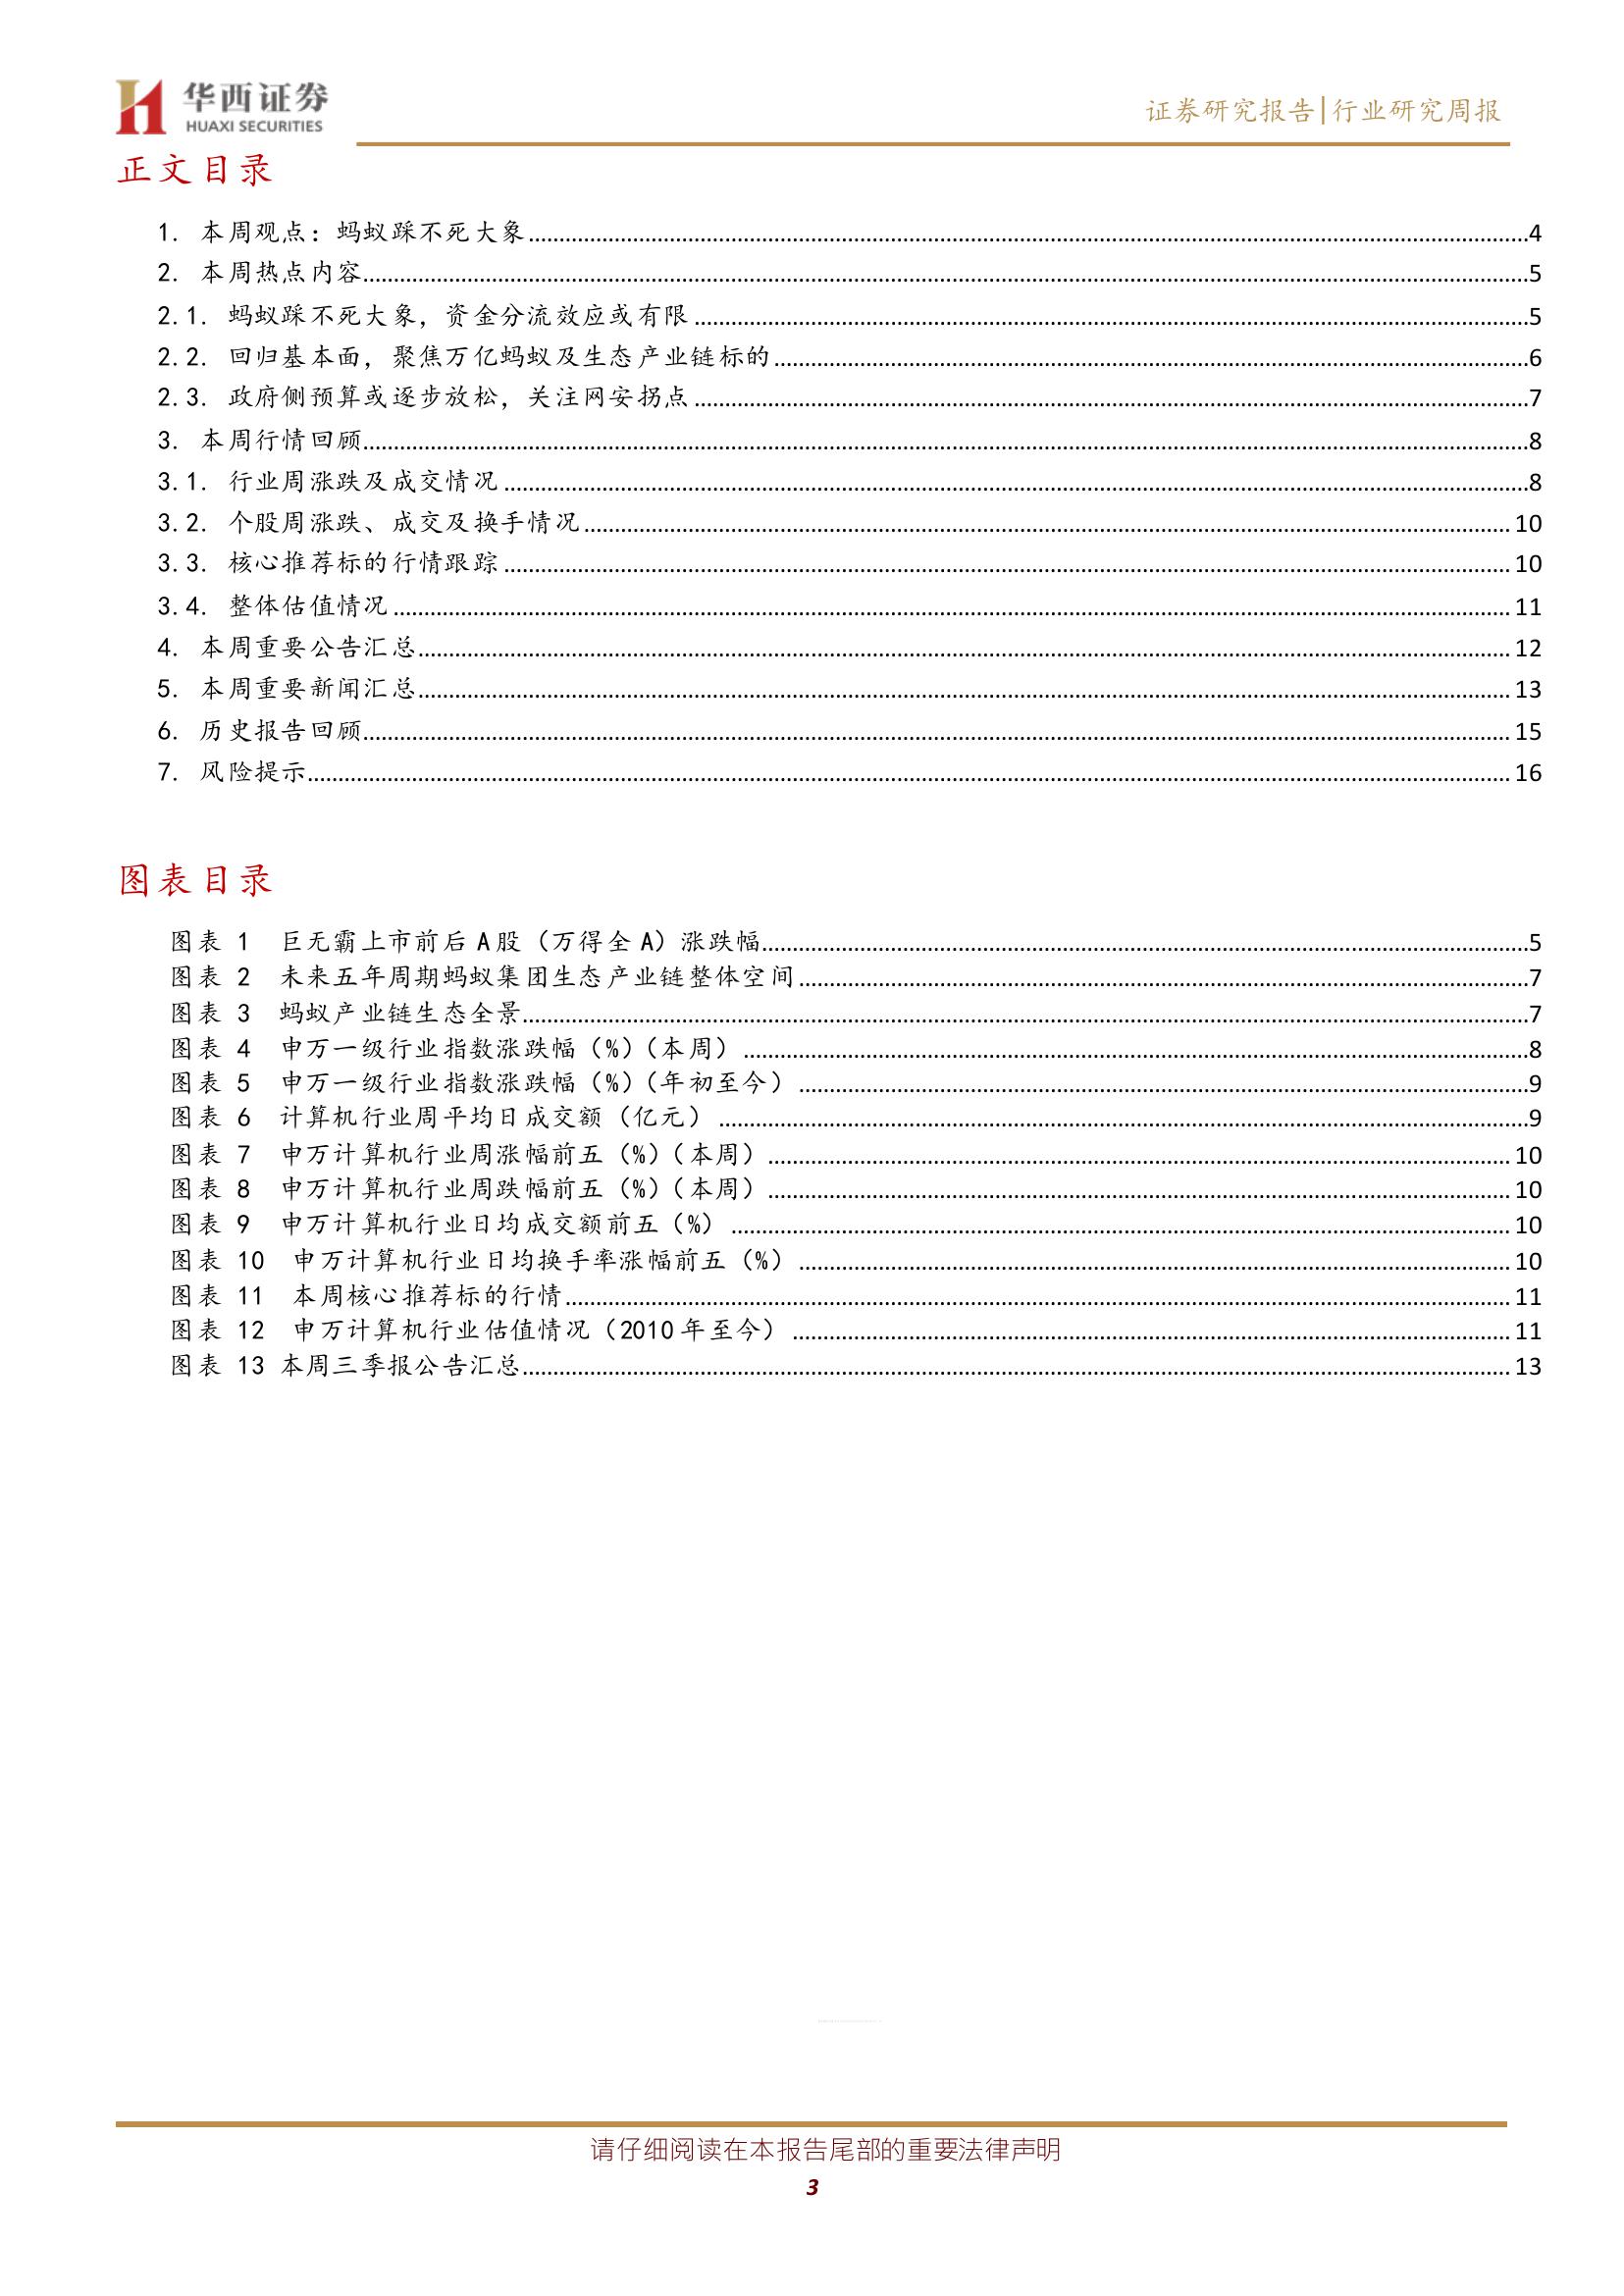 华西证券
HUAXI SECURITIES
证券研究报告|行业研究周报
正文目录
1. 本周观点：蚂蚁踩不死大象 4
2. 本周热点内容 5
2.1. 蚂蚁踩不死大象，资金分流效应或有限 5
2.2. 回归基本面，聚焦万亿蚂蚁及生态产业链标的 6
2.3. 政府侧预算或逐步放松，关注网安拐点 7
3. 本周行情回顾 8
3.1. 行业周涨跌及成交情况 8
3.2. 个股周涨跌、成交及换手情况 10
3.3. 核心推荐标的行情跟踪 10
3.4. 整体估值情况 11
4. 本周重要公告汇总 12
5. 本周重要新闻汇总 13
6. 历史报告回顾 15
7. 风险提示 16
图表目录
图表 1 巨无霸上市前后 A 股（万得全 A）涨跌幅 5
图表 2 未来五年周期蚂蚁集团生态产业链整体空间 7
图表 3 蚂蚁产业链生态全景 7
图表 4 申万一级行业指数涨跌幅（%）（本周） 8
图表 5 申万一级行业指数涨跌幅（%）（年初至今） 9
图表 6 计算机行业周平均日成交额（亿元） 9
图表 7 申万计算机行业周涨幅前五（%）（本周） 10
图表 8 申万计算机行业周跌幅前五（%）（本周） 10
图表 9 申万计算机行业日均成交额前五（%） 10
图表 10 申万计算机行业日均换手率涨幅前五（%） 10
图表 11 本周核心推荐标的行情 11
图表 12 申万计算机行业估值情况（2010 年至今） 11
图表 13 本周三季报公告汇总 13
请仔细阅读在本报告尾部的重要法律声明
3